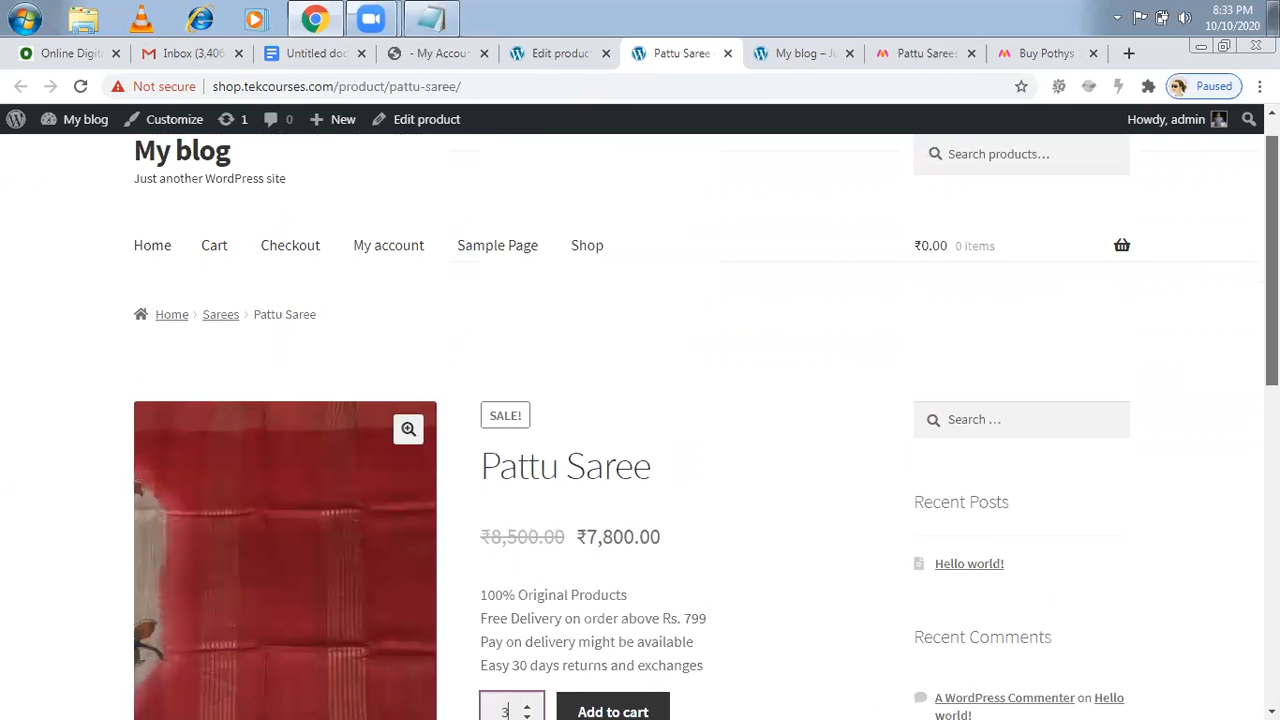 8:33 PM
10/10/2020
Online Digit
Inbox (3,406
Untitled doc
- My Accoun
Edit produc
Pattu Saree
My blog – Ju
Pattu Sarees
Buy Pothys
Not secure
shop.tekcourses.com/product/pattu-saree/
Paused
My blog
Customize
1
0
New
Edit product
Howdy, admin
My blog
Search products…
Just another WordPress site
Home
Cart
Checkout
My account
Sample Page
Shop
₹0.00 0 items
Home › Sarees › Pattu Saree
SALE!
Search …
Pattu Saree
Recent Posts
₹8,500.00 ₹7,800.00
Hello world!
100% Original Products
Free Delivery on order above Rs. 799
Pay on delivery might be available
Easy 30 days returns and exchanges
Recent Comments
3
Add to cart
A WordPress Commenter on Hello
world!